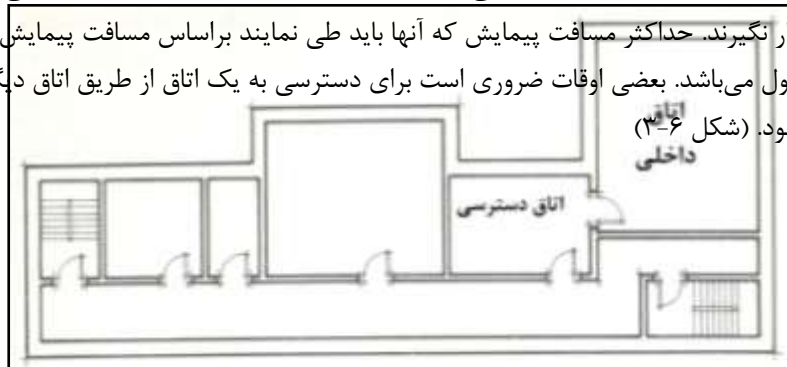 ار نگیرند. حداکثر مسافت پیمایش که آنها باید طی نمایند براساس مسافت پیمایش
ول می‌باشد. بعضی اوقات ضروری است برای دسترسی به یک اتاق از طریق اتاق دیگ
ود. (شکل ۶-۳)
اتاق
داخلی
اتاق دسترسی